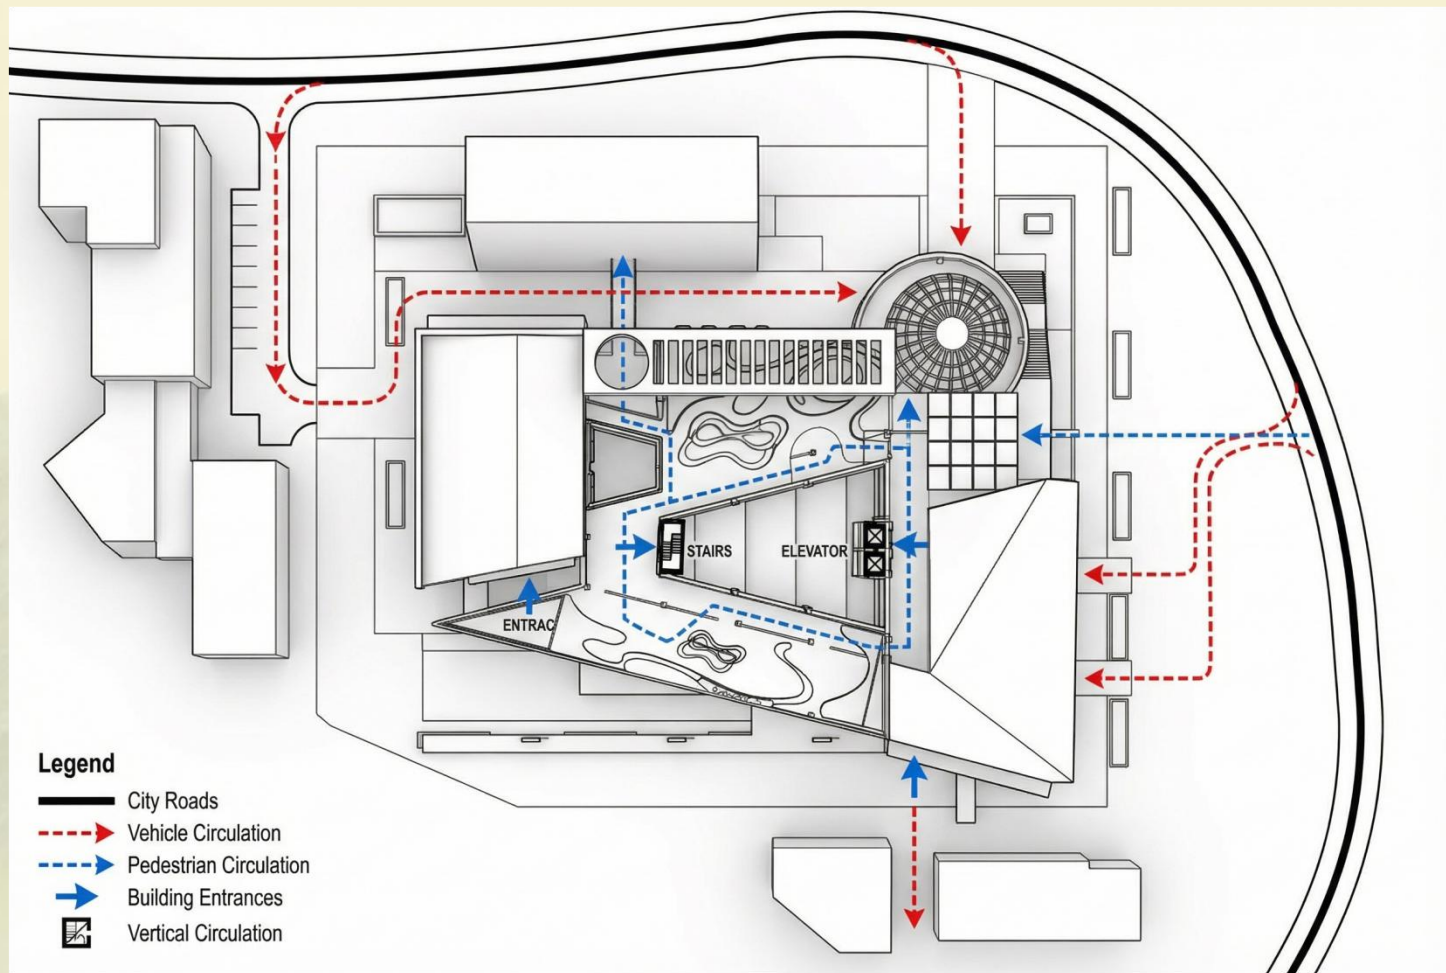 STAIRS
ELEVATOR
ENTRAC
Legend
City Roads
Vehicle Circulation
Pedestrian Circulation
Building Entrances
Vertical Circulation